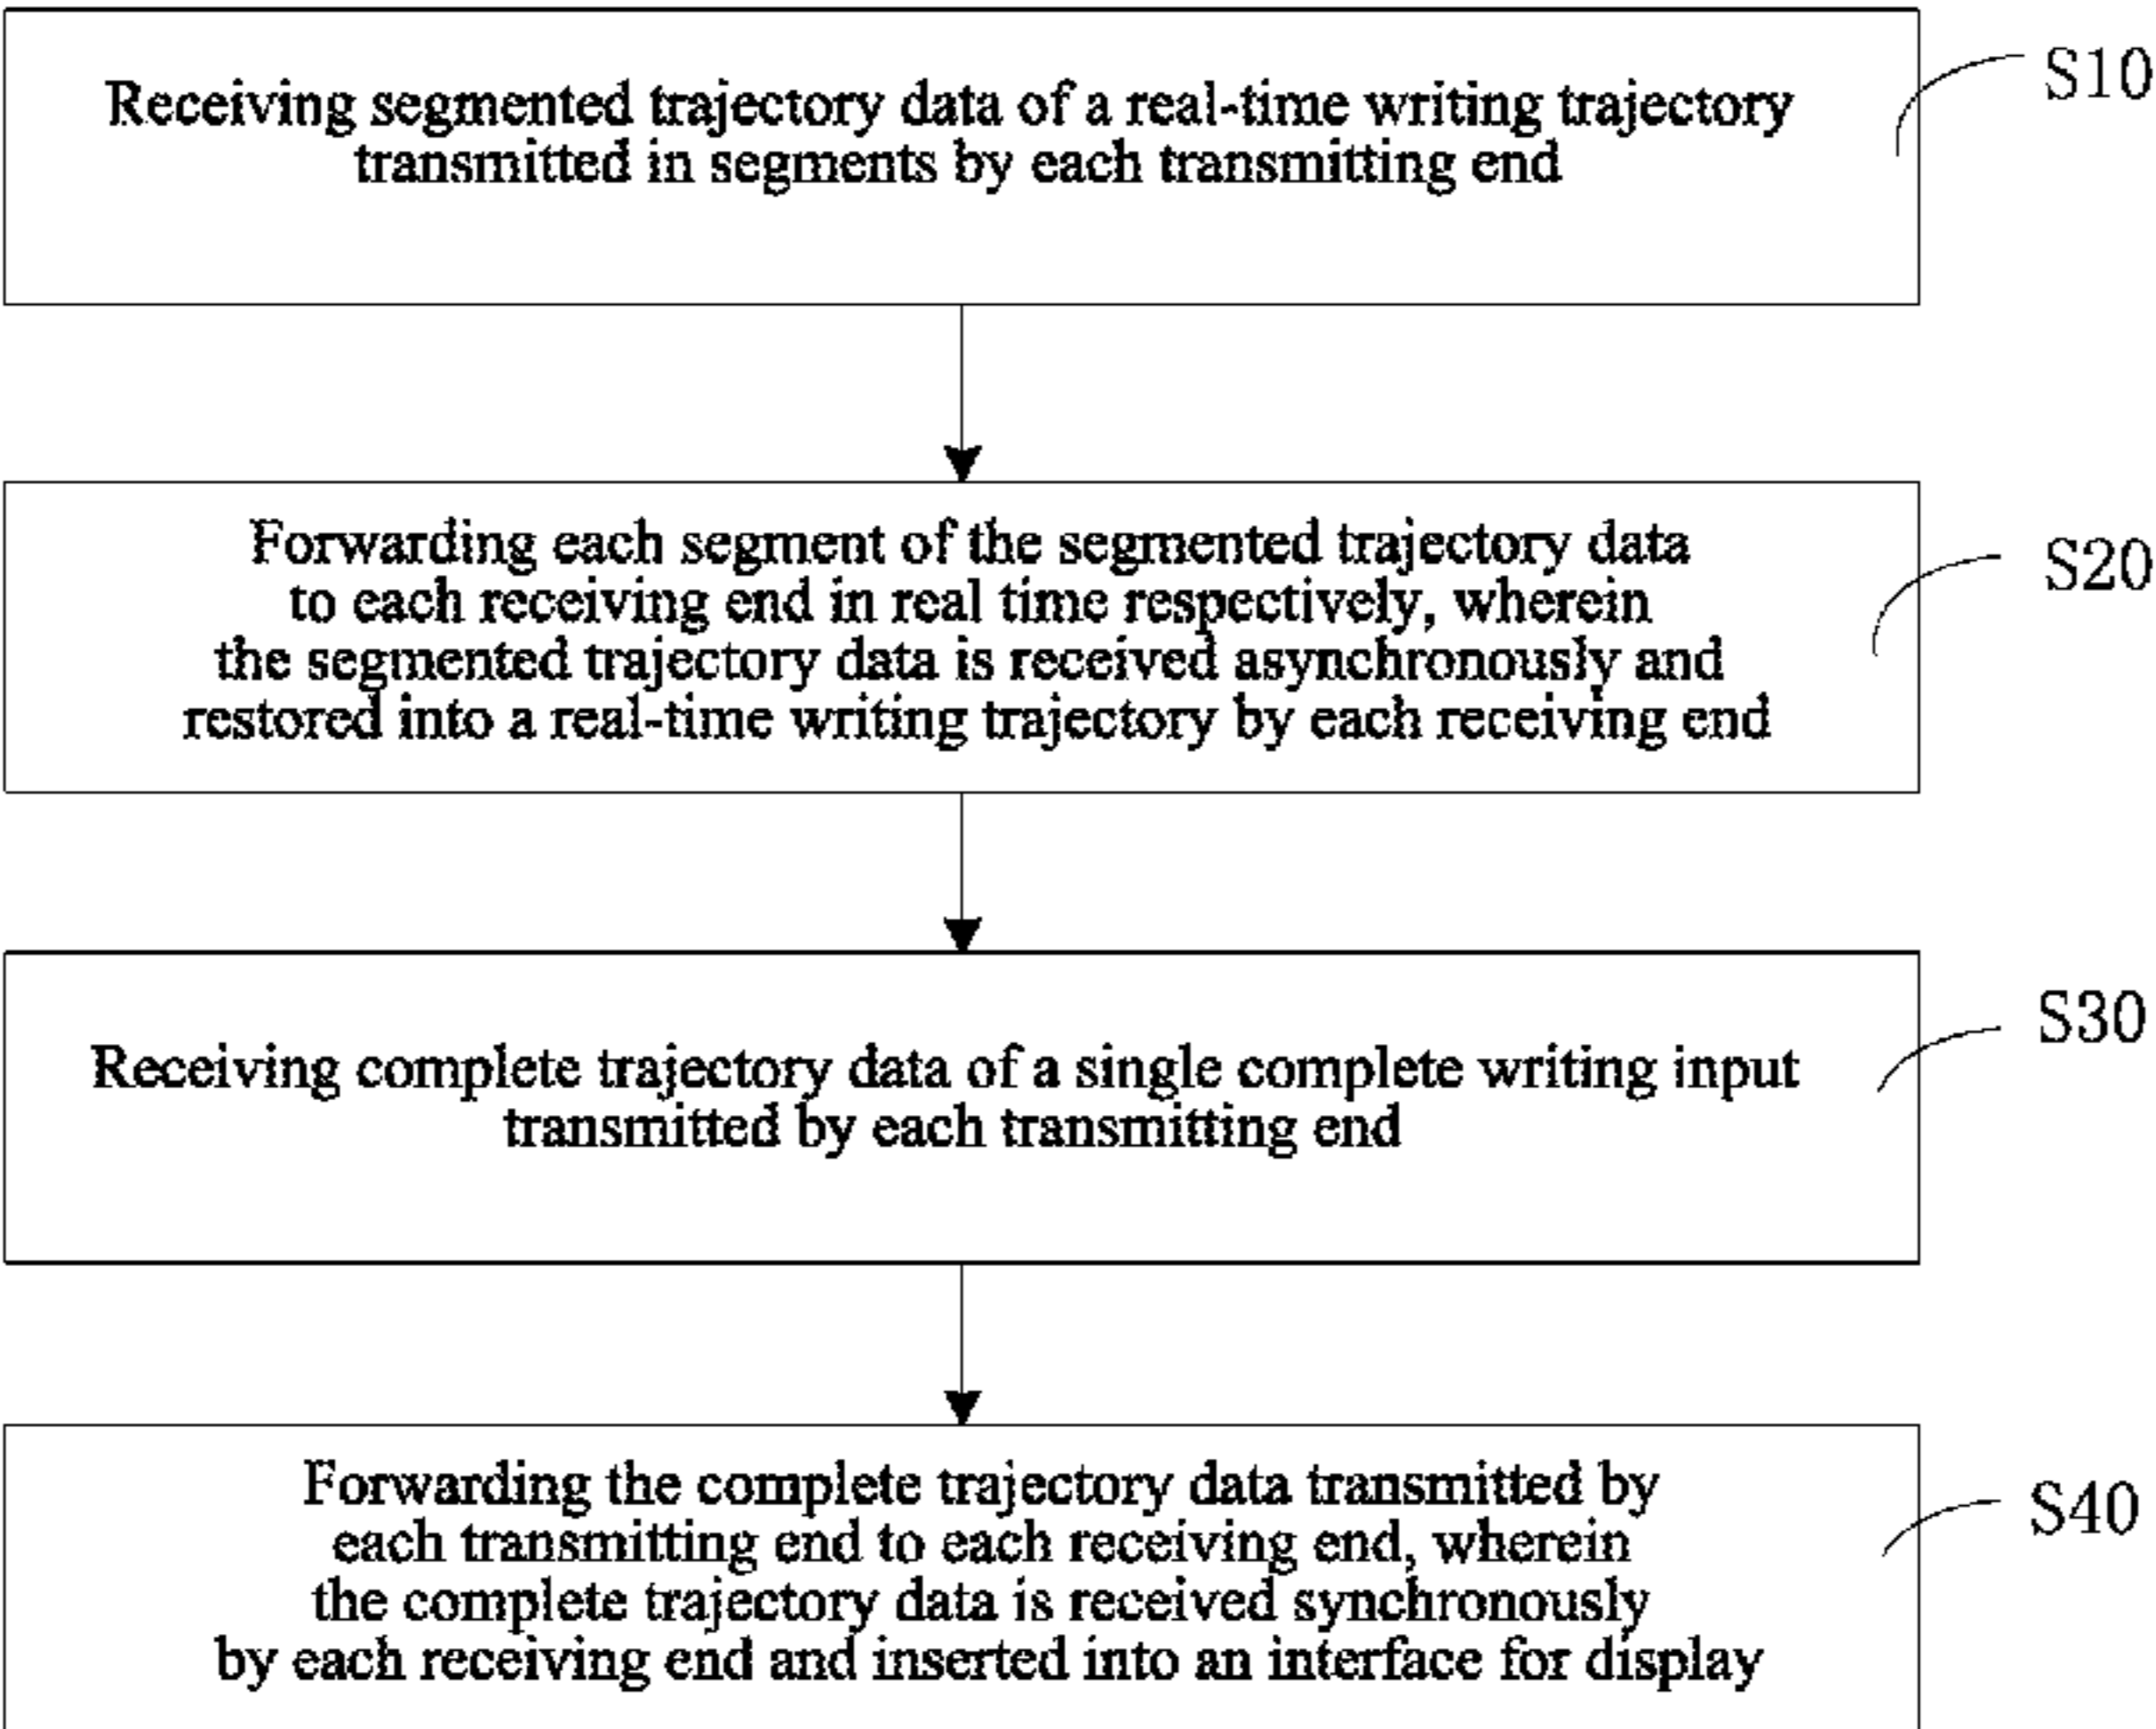 Receiving segmented trajectory data of a real-time writing trajectory
transmitted in segments by each transmitting end
S10
Forwarding each segment of the segmented trajectory data
to each receiving end in real time respectively, wherein
the segmented trajectory data is received asynchronously and
restored into a real-time writing trajectory by each receiving end
S20
Receiving complete trajectory data of a single complete writing input
transmitted by each transmitting end
S30
Forwarding the complete trajectory data transmitted by
each transmitting end to each receiving end, wherein
the complete trajectory data is received synchronously
by each receiving end and inserted into an interface for display
S40